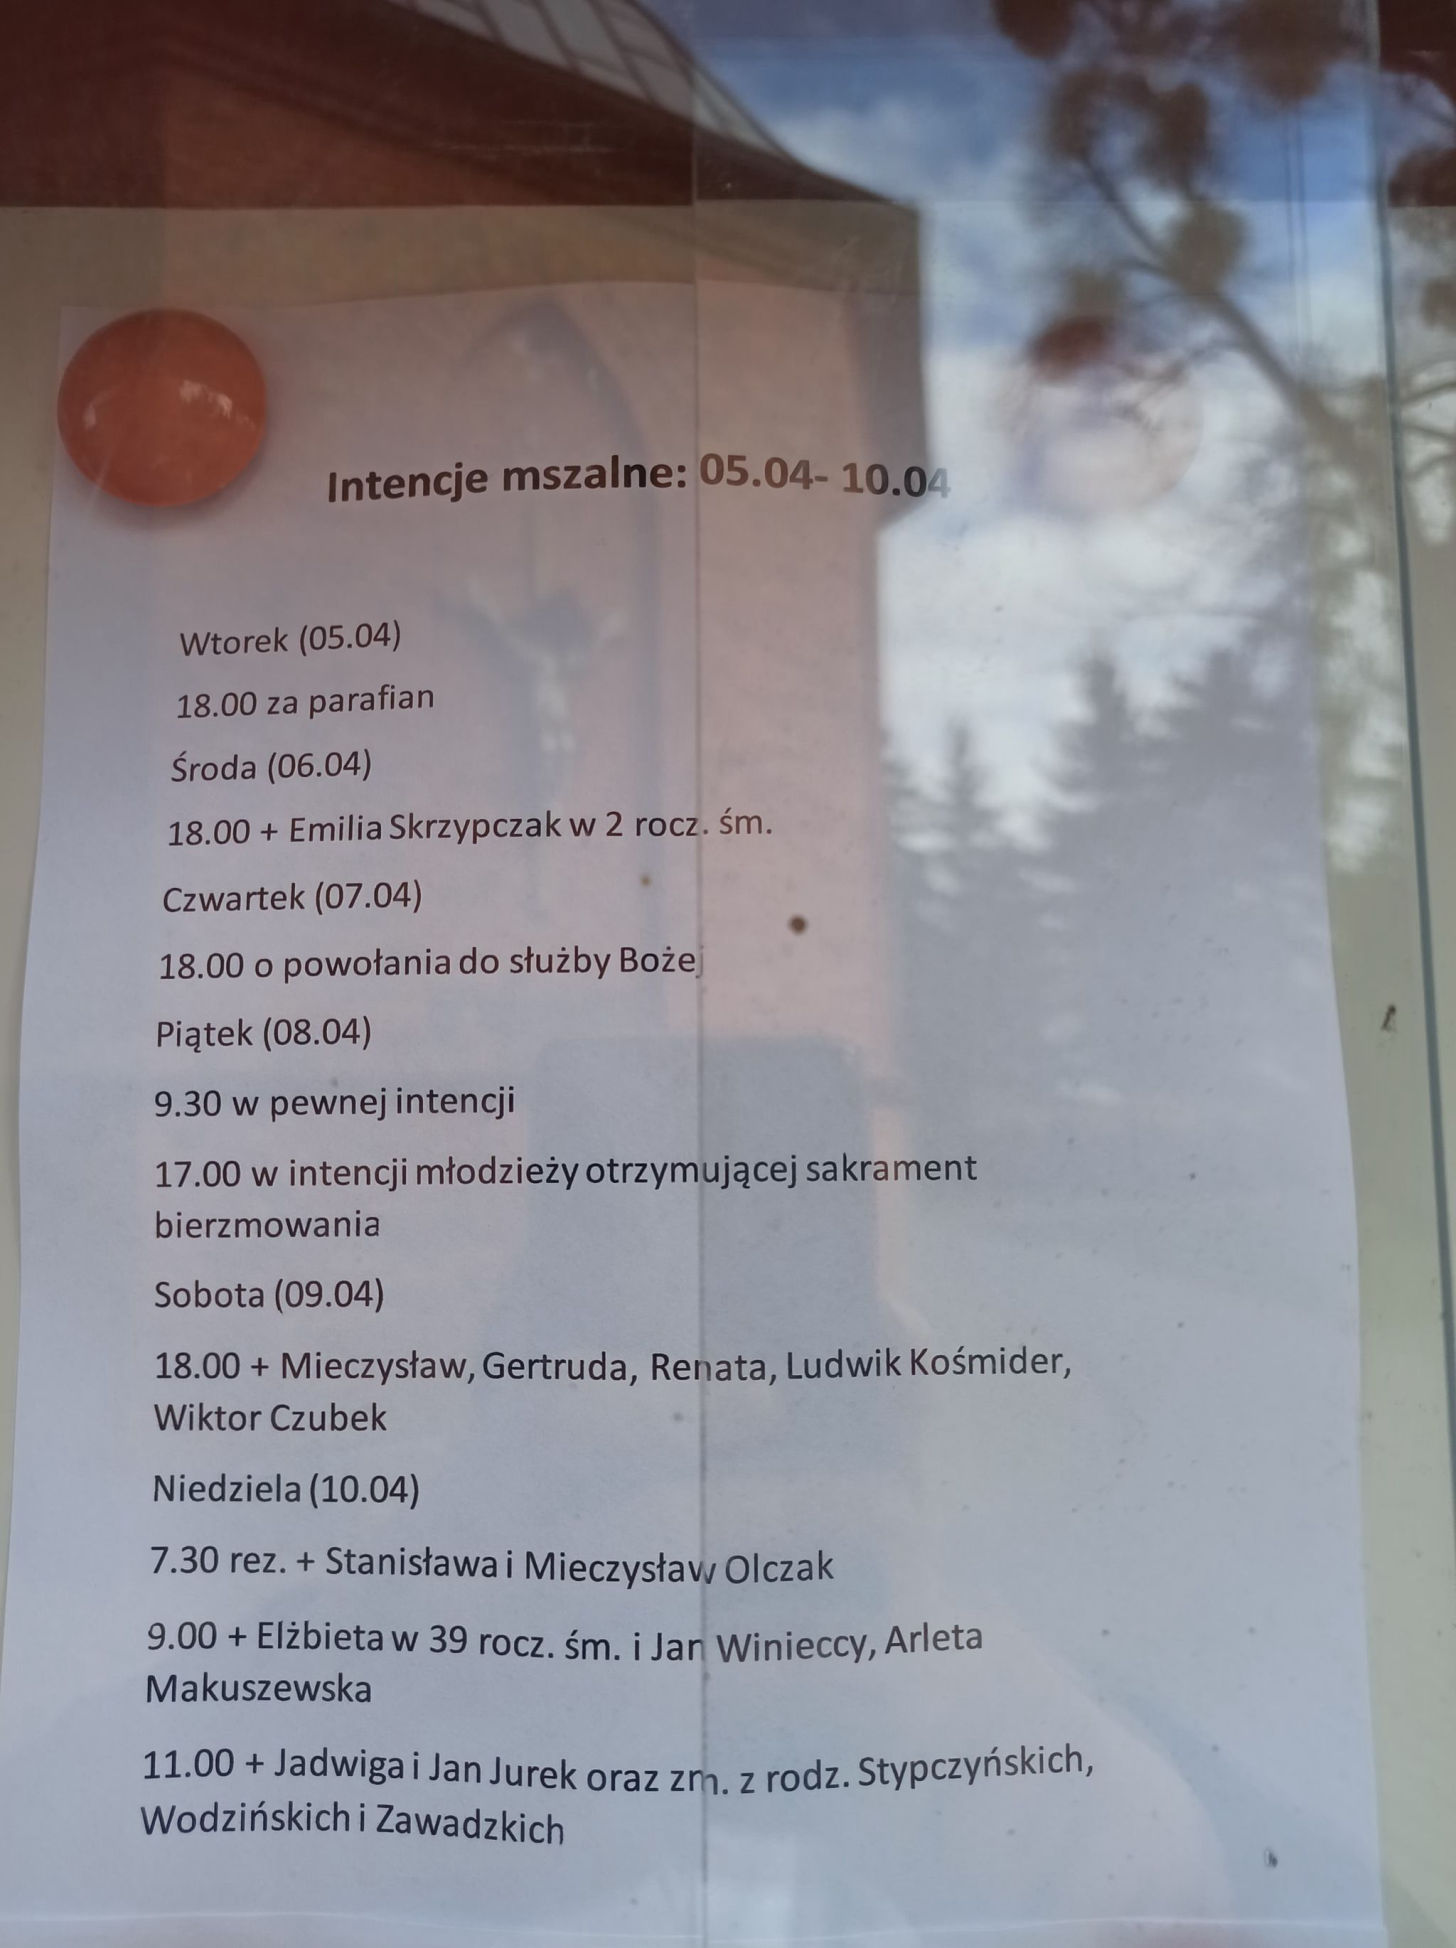 Intencje mszalne: 05.04- 10.04
Wtorek (05.04)
18.00 za parafian
Środa (06.04)
18.00 + Emilia Skrzypczak w 2 rocz. śm.
Czwartek (07.04)
18.00 o powołania do służby Bożej
Piątek (08.04)
9.30 w pewnej intencji
17.00 w intencji młodzieży otrzymującej sakrament
bierzmowania
Sobota (09.04)
18.00 + Mieczysław, Gertruda, Renata, Ludwik Kośmider,
Wiktor Czubek
Niedziela (10.04)
7.30 rez. + Stanisława i Mieczysław Olczak
9.00 + Elżbieta w 39 rocz. śm. i Jan Winieccy, Arleta
Makuszewska
11.00 + Jadwiga i Jan Jurek oraz zm. z rodz. Stypczyńskich,
Wodzińskich i Zawadzkich